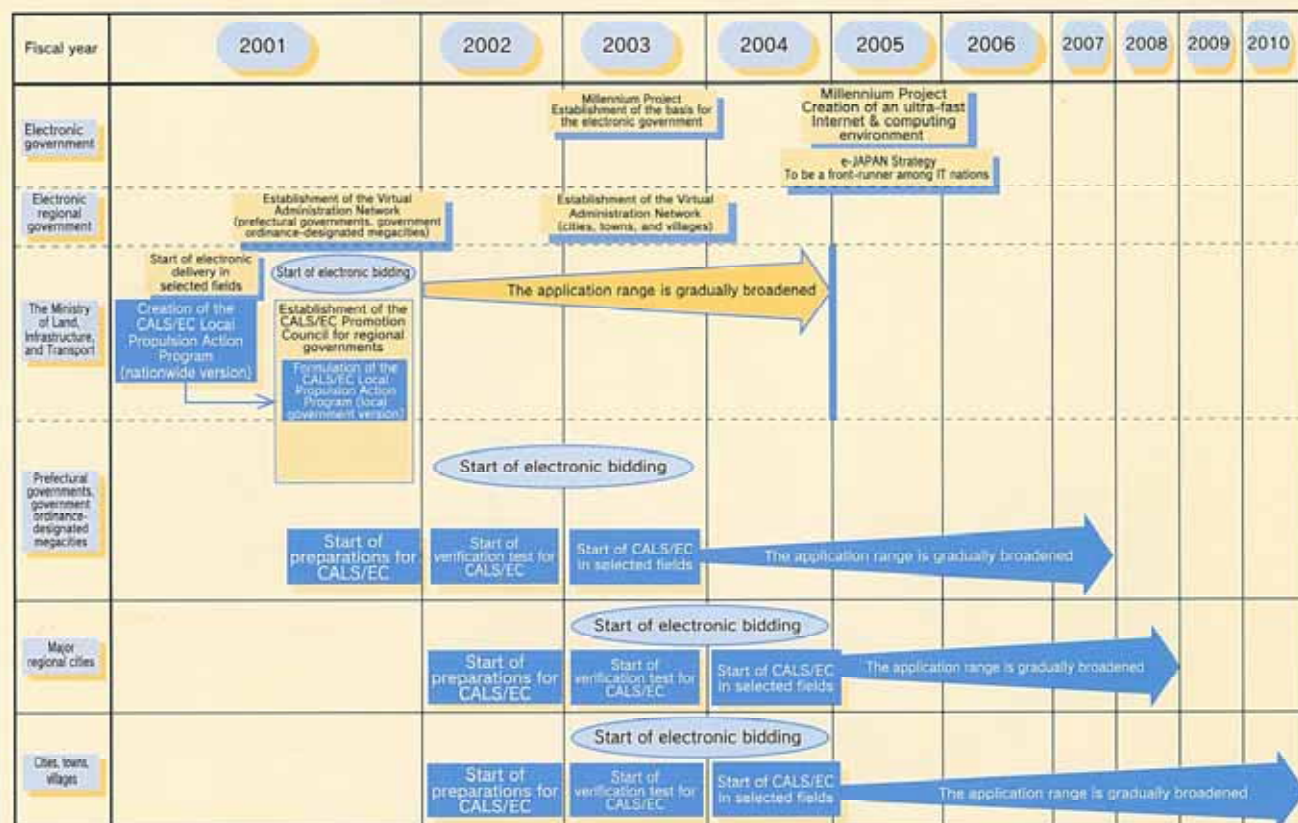 Fiscal year
2001
2002
2003
2004
2005
2006
2007
2008
2009
2010
Electronic
government
Millennium Project
Establishment of the basis for
the electronic government
Millennium Project
Creation of an ultra-fast
Internet & computing
environment
e-JAPAN Strategy
To be a front-runner among IT nations
Electronic
regional
government
Establishment of the Virtual
Administration Network
(prefectural governments, government
ordinance-designated megacities)
Establishment of the Virtual
Administration Network
(cities, towns, and villages)
The Ministry
of Land,
Infrastructure,
and Transport
Start of electronic
delivery in
selected fields
Start of electronic bidding
The application range is gradually broadened
Creation of the
CALS/EC Local
Propulsion Action
Program
(nationwide version)
Establishment of the
CALS/EC Promotion
Council for regional
governments
Formulation of the
CALS/EC Local
Propulsion Action
Program (local
government version)
Prefectural
governments,
government
ordinance-
designated
megacities
Start of electronic bidding
Start of
preparations for
CALS/EC
Start of
verification test for
CALS/EC
Start of CALS/EC
in selected fields
The application range is gradually broadened
Major
regional cities
Start of electronic bidding
Start of
preparations for
CALS/EC
Start of
verification test for
CALS/EC
Start of CALS/EC
in selected fields
The application range is gradually broadened
Cities, towns,
villages
Start of electronic bidding
Start of
preparations for
CALS/EC
Start of
verification test for
CALS/EC
Start of CALS/EC
in selected fields
The application range is gradually broadened